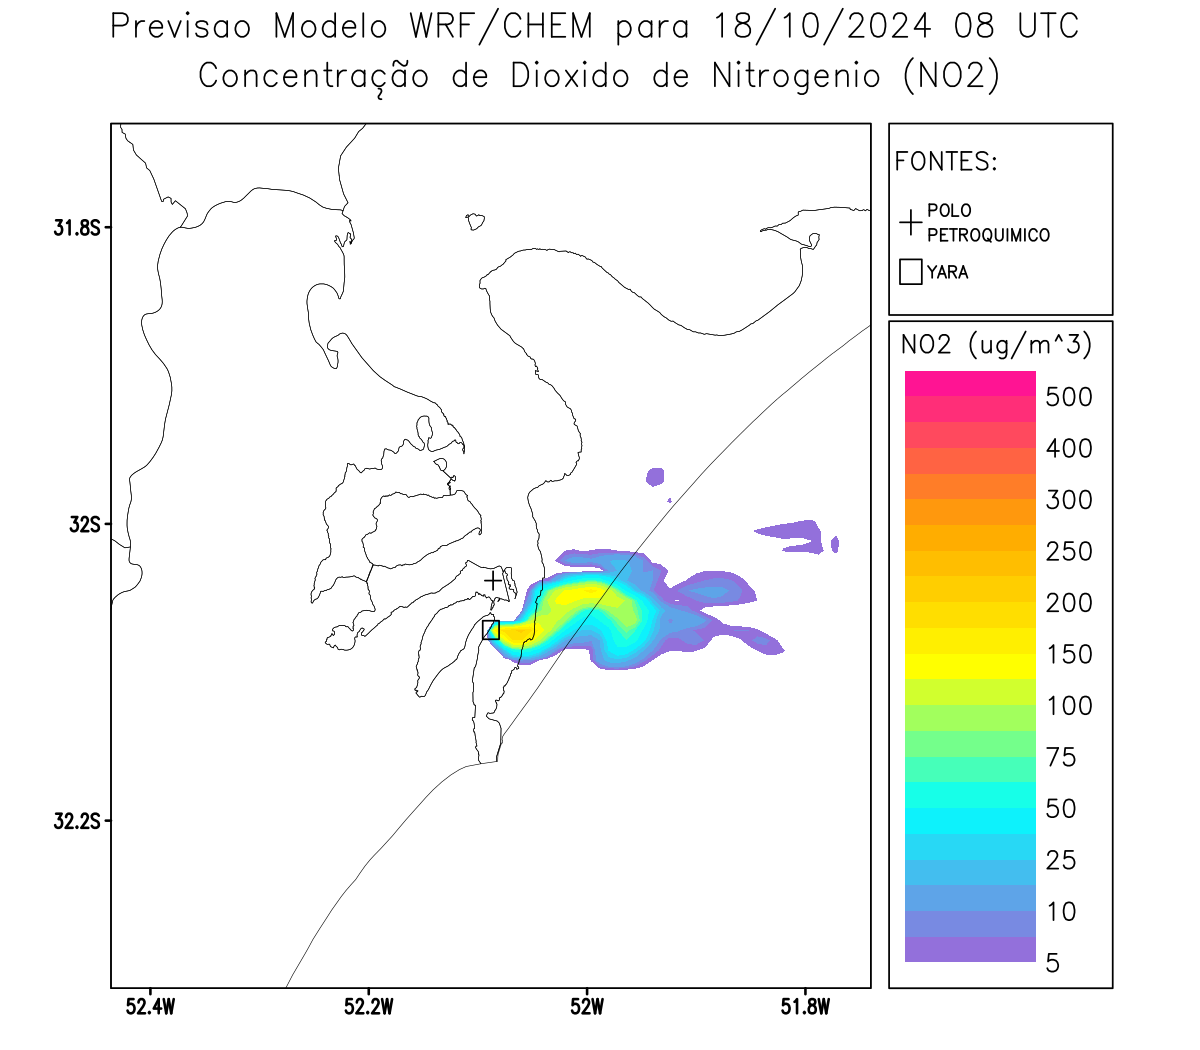 Previsao Modelo WRF/CHEM para 18/10/2024 08 UTC
Concentração de Dioxido de Nitrogenio (NO2)
FONTES:
POLO
PETROQUIMICO
YARA
NO2 (ug/m^3)
500
400
300
250
200
150
100
75
50
25
10
5
31.8S
32S
32.2S
52.4W
52.2W
52W
51.8W